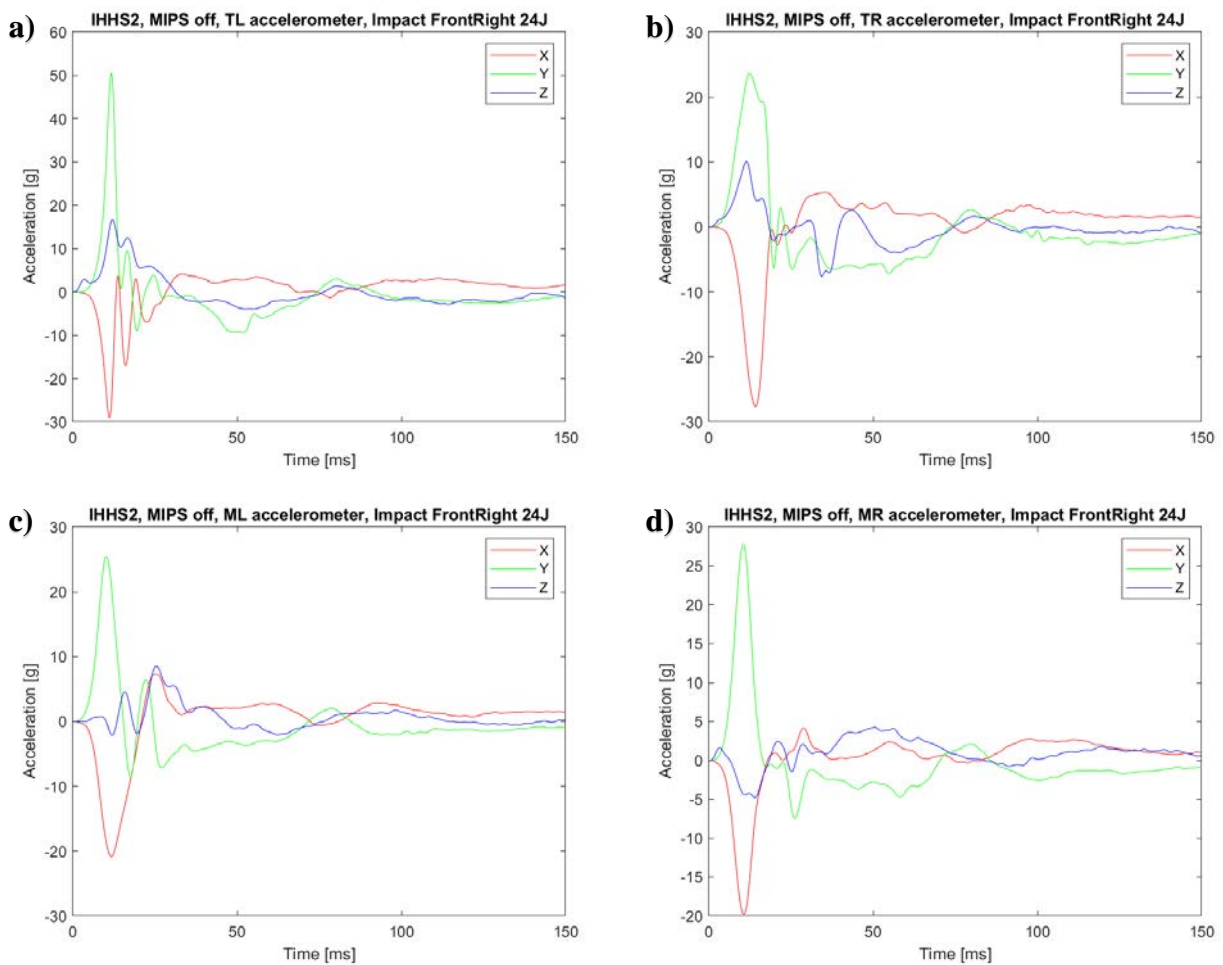 a)
IHHS2, MIPS off, TL accelerometer, Impact FrontRight 24J
60
50
40
30
20
10
0
-10
-20
-30
Acceleration [g]
X
Y
Z
0 50 100 150
Time [ms]
b)
IHHS2, MIPS off, TR accelerometer, Impact FrontRight 24J
30
20
10
0
-10
-20
-30
Acceleration [g]
X
Y
Z
0 50 100 150
Time [ms]
c)
IHHS2, MIPS off, ML accelerometer, Impact FrontRight 24J
30
20
10
0
-10
-20
-30
Acceleration [g]
X
Y
Z
0 50 100 150
Time [ms]
d)
IHHS2, MIPS off, MR accelerometer, Impact FrontRight 24J
30
25
20
15
10
5
0
-5
-10
-15
-20
Acceleration [g]
X
Y
Z
0 50 100 150
Time [ms]